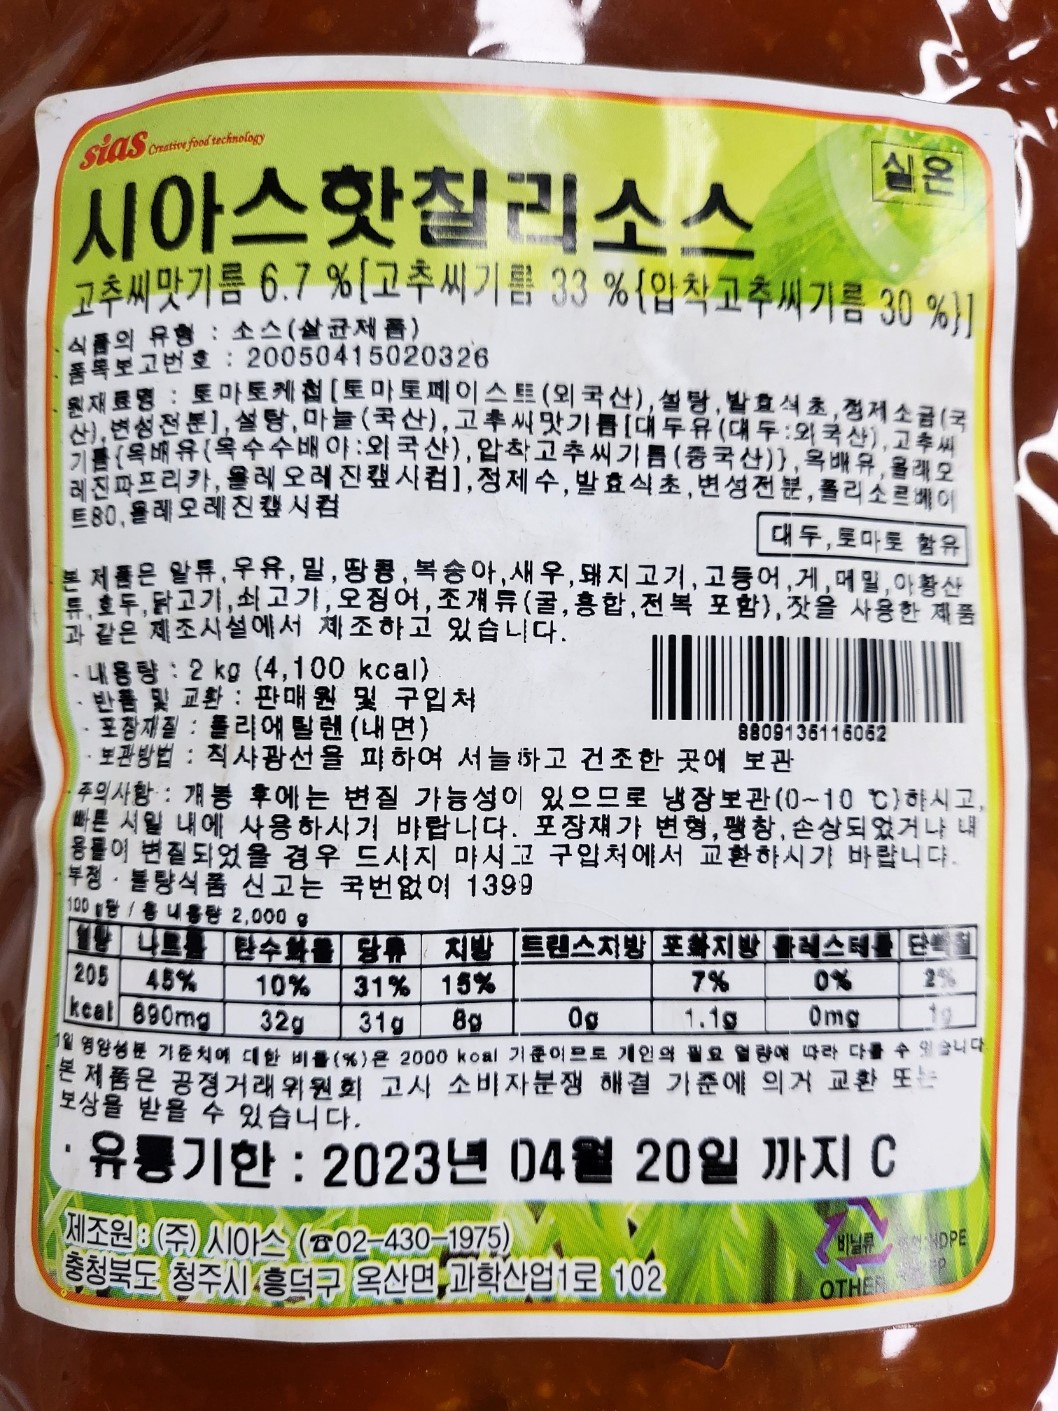 sias Creative food technology
실온
시아스핫칠리소스
고추씨맛기름 6.7 %[고추씨기름 33 %{압착고추씨기름 30 %}]
· 식품의 유형 : 소스(살균제품)
· 품목보고번호 : 20050415020326
· 원재료명 : 토마토케첩[토마토페이스트(외국산),설탕,발효식초,정제소금(국
산),변성전분],설탕,마늘(국산),고추씨맛기름[대두유(대두:외국산),고추씨
기름{옥배유(옥수수배아:외국산),압착고추씨기름(중국산)},옥배유,올레오
레진파프리카,올레오레진캪시컴],정제수,발효식초,변성전분,폴리소르베이
트80,올레오레진캪시컴
대두,토마토 함유
본 제품은 알류,우유,밀,땅콩,복숭아,새우,돼지고기,고등어,게,메밀,아황산
류,호두,닭고기,쇠고기,오징어,조개류(굴,홍합,전복 포함),잣을 사용한 제품
과 같은 제조시설에서 제조하고 있습니다.
· 내용량 : 2 kg (4,100 kcal)
· 반품 및 교환 : 판매원 및 구입처
· 포장재질 : 폴리에틸렌(내면)
8809135116052
· 보관방법 : 직사광선을 피하여 서늘하고 건조한 곳에 보관
· 주의사항 : 개봉 후에는 변질 가능성이 있으므로 냉장보관(0~10 ℃)하시고,
빠른 시일 내에 사용하시기 바랍니다. 포장재가 변형,팽창,손상되었거나 내
용물이 변질되었을 경우 드시지 마시고 구입처에서 교환하시기 바랍니다.
· 부정 · 불량식품 신고는 국번없이 1399
100 g당 / 총 내용량 2,000 g
열량 나트륨 탄수화물 당류 지방 트랜스지방 포화지방 콜레스테롤 단백질
205 45% 10% 31% 15% 7% 0% 2%
kcal 890mg 32g 31g 8g 0g 1.1g 0mg 1g
1일 영양성분 기준치에 대한 비율(%)은 2000 kcal 기준이므로 개인의 필요 열량에 따라 다를 수 있습니다
본 제품은 공정거래위원회 고시 소비자분쟁 해결 기준에 의거 교환 또는
보상을 받을 수 있습니다.
· 유통기한 : 2023년 04월 20일 까지 C
제조원 : (주) 시아스 (☎02-430-1975)
충청북도 청주시 흥덕구 옥산면 과학산업1로 102
비닐류
HDPE
OTHER PP